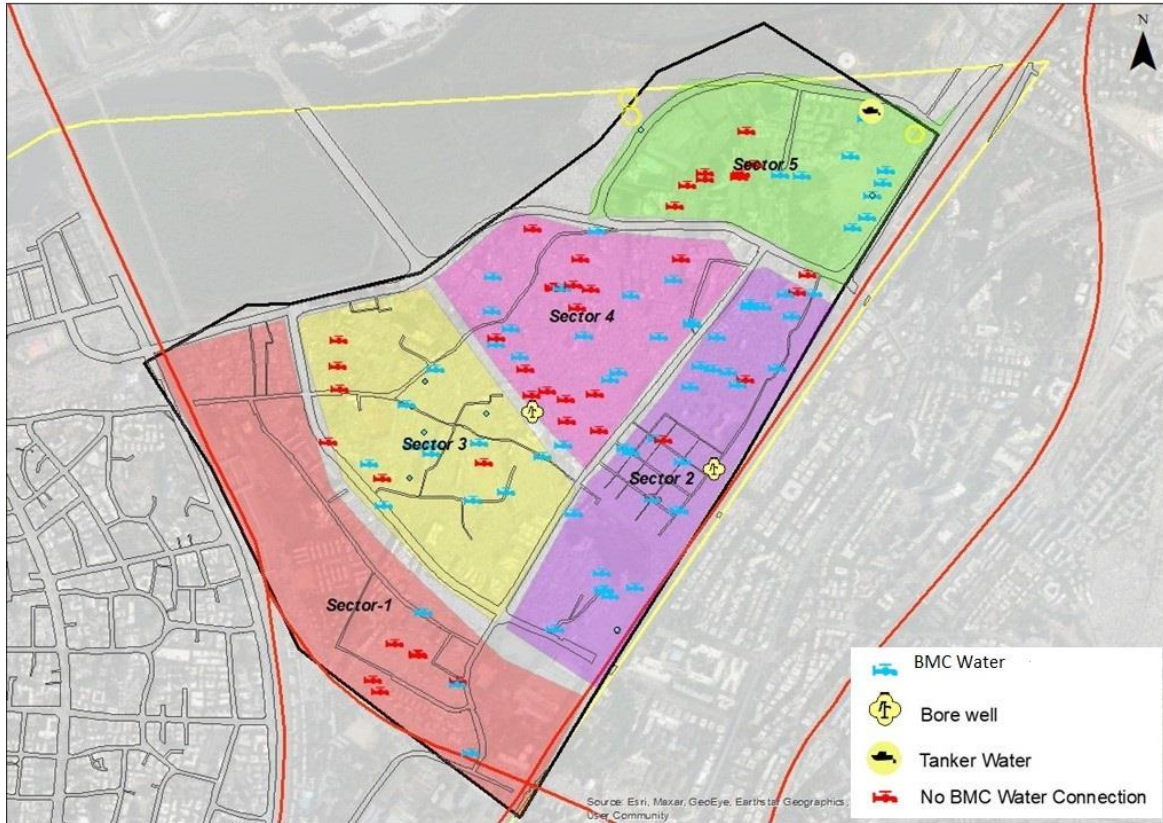 N
Sector 5
Sector 4
Sector 3
Sector 2
Sector-1
BMC Water
Bore well
Tanker Water
No BMC Water Connection
Source: Esri, Maxar, GeoEye, Earthstar Geographics,
User Community